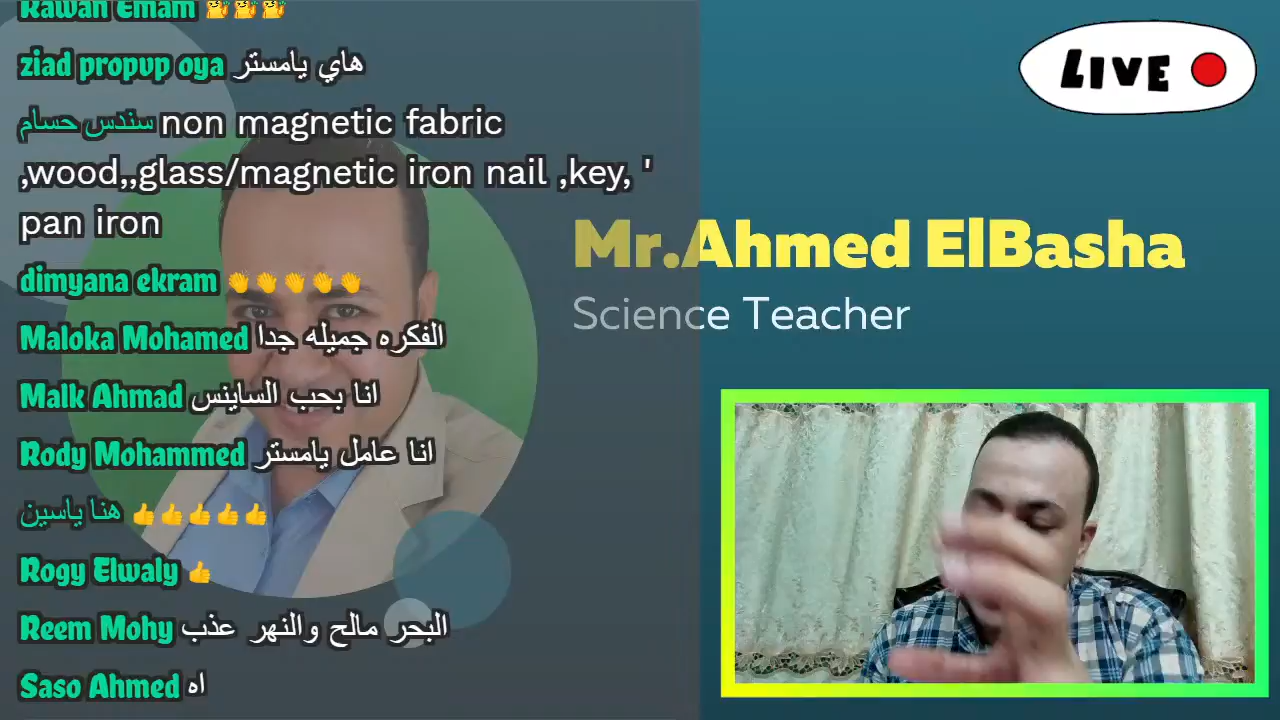 Rawan Emam
ziad propvp oya هاي يامستر
سندس حسام non magnetic fabric
,wood,,glass/magnetic iron nail ,key, '
pan iron
dimyana ekram
Maloka Mohamed الفكره جميله جدا
Malk Ahmad انا بحب الساينس
Rody Mohammed انا عامل يامستر
هنا ياسين
Rogy Elwaly
Reem Mohy البحر مالح والنهر عذب
Saso Ahmed اه
LIVE
Mr.Ahmed ElBasha
Science Teacher